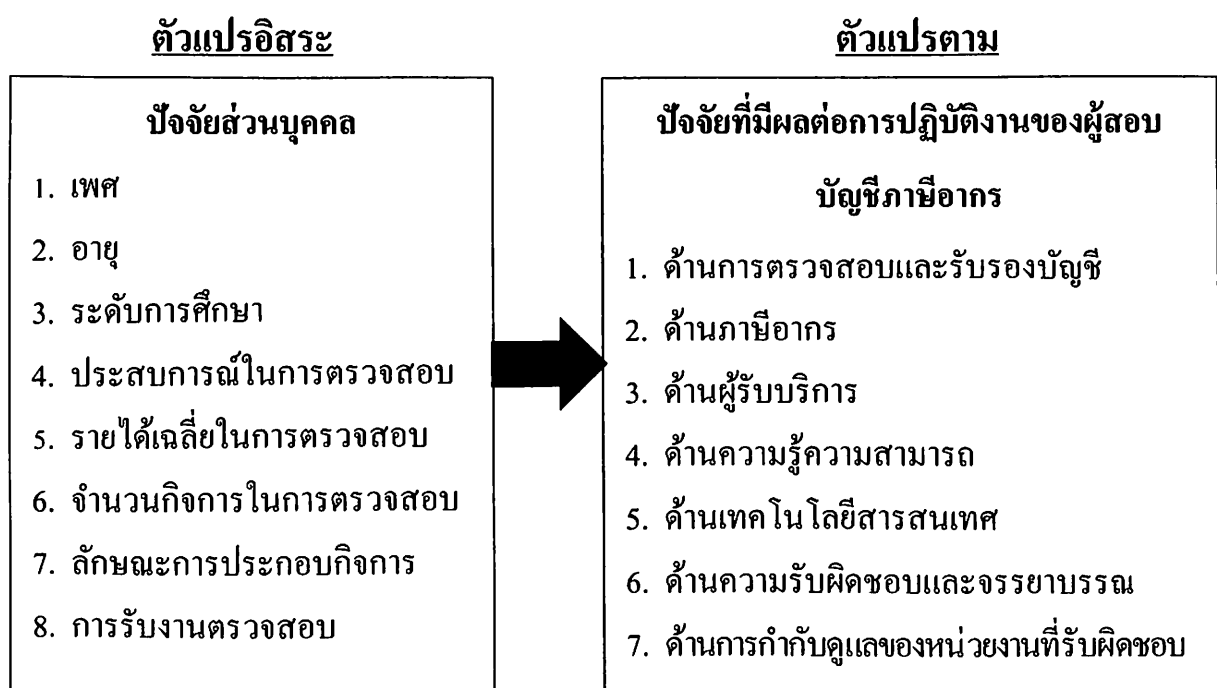 ตัวแปรอิสระ
ปัจจัยส่วนบุคคล
1. เพศ
2. อายุ
3. ระดับการศึกษา
4. ประสบการณ์ในการตรวจสอบ
5. รายได้เฉลี่ยในการตรวจสอบ
6. จำนวนกิจการในการตรวจสอบ
7. ลักษณะการประกอบกิจการ
8. การรับงานตรวจสอบ
ตัวแปรตาม
ปัจจัยที่มีผลต่อการปฏิบัติงานของผู้สอบ
บัญชีภาษีอากร
1. ด้านการตรวจสอบและรับรองบัญชี
2. ด้านภาษีอากร
3. ด้านผู้รับบริการ
4. ด้านความรู้ความสามารถ
5. ด้านเทคโนโลยีสารสนเทศ
6. ด้านความรับผิดชอบและจรรยาบรรณ
7. ด้านการกำกับดูแลของหน่วยงานที่รับผิดชอบ